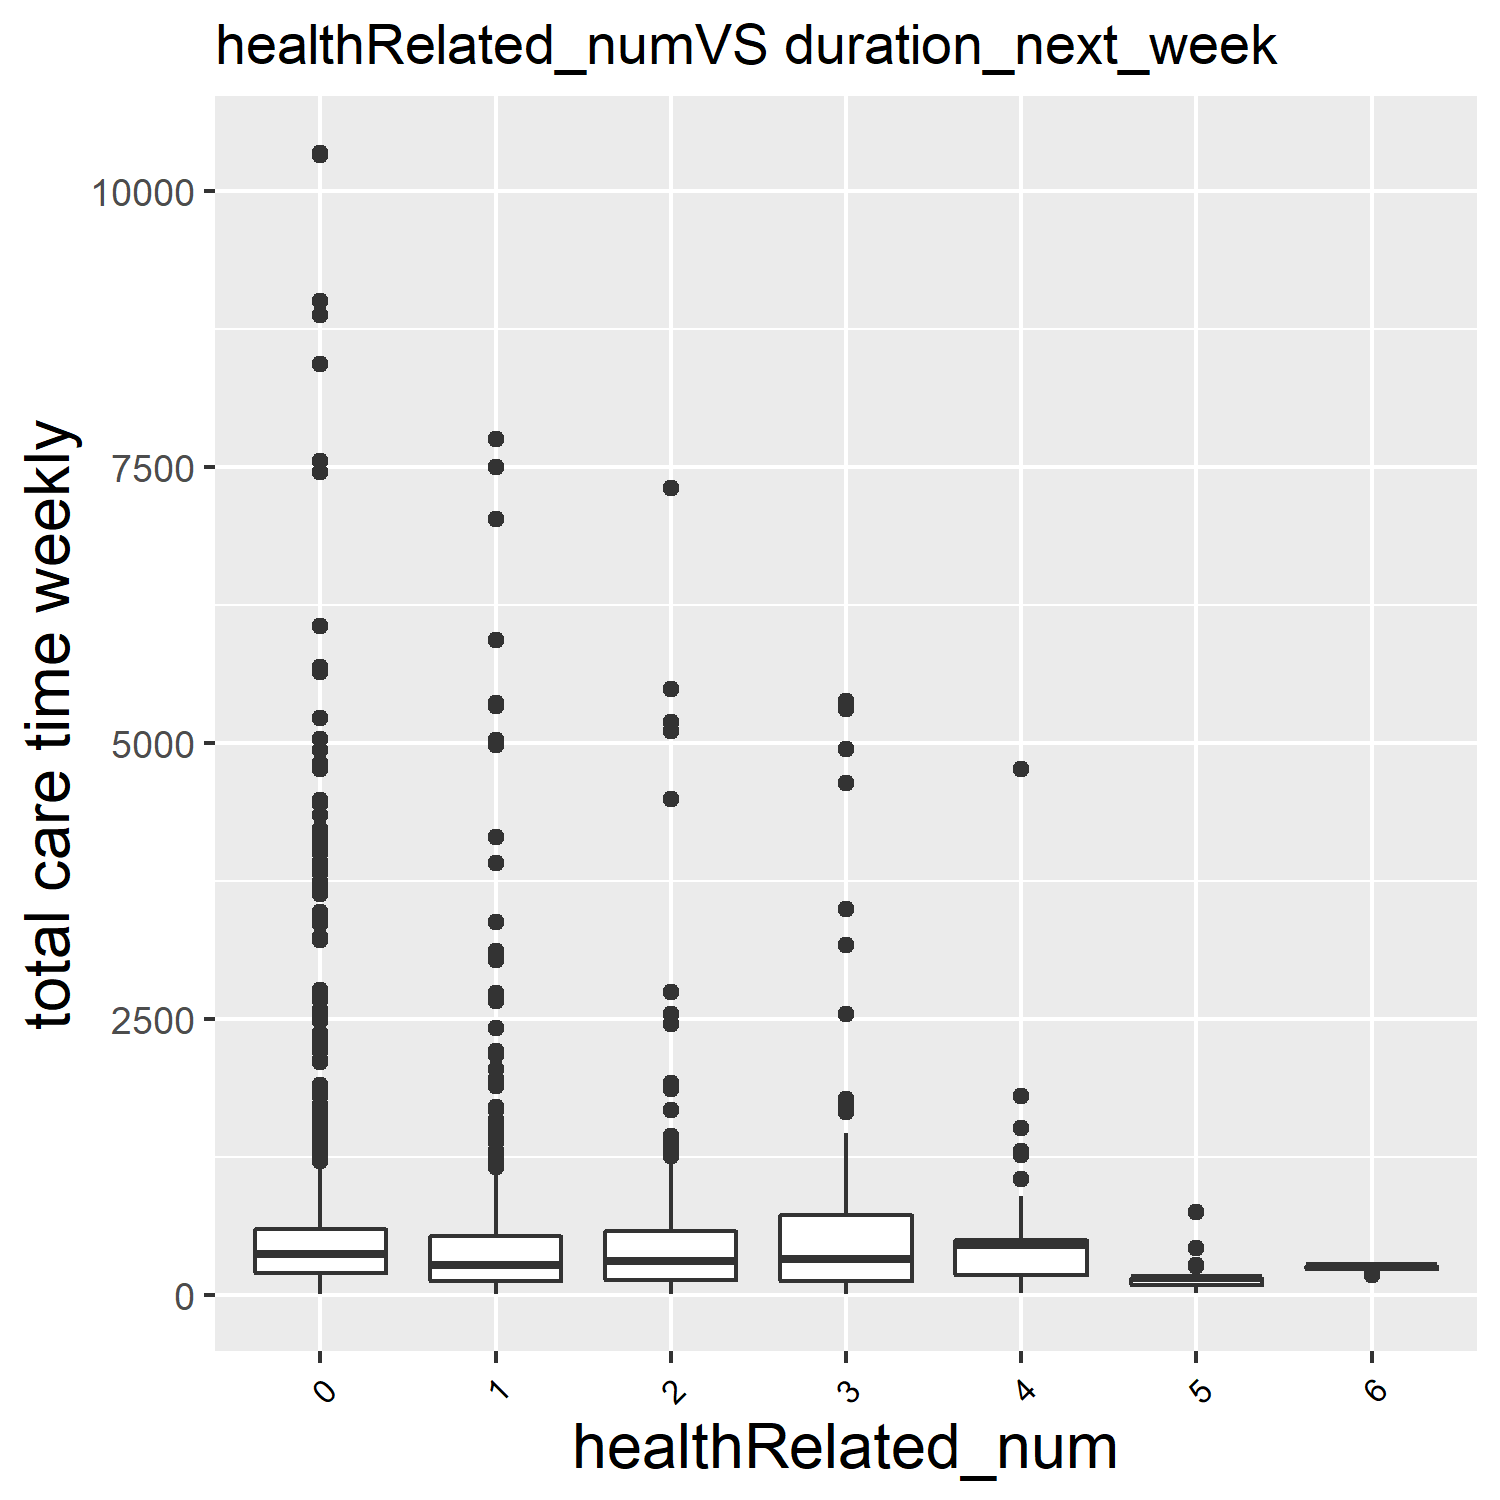 healthRelated_numVS duration_next_week
total care time weekly
10000
7500
5000
2500
0
0 1 2 3 4 5 6
healthRelated_num